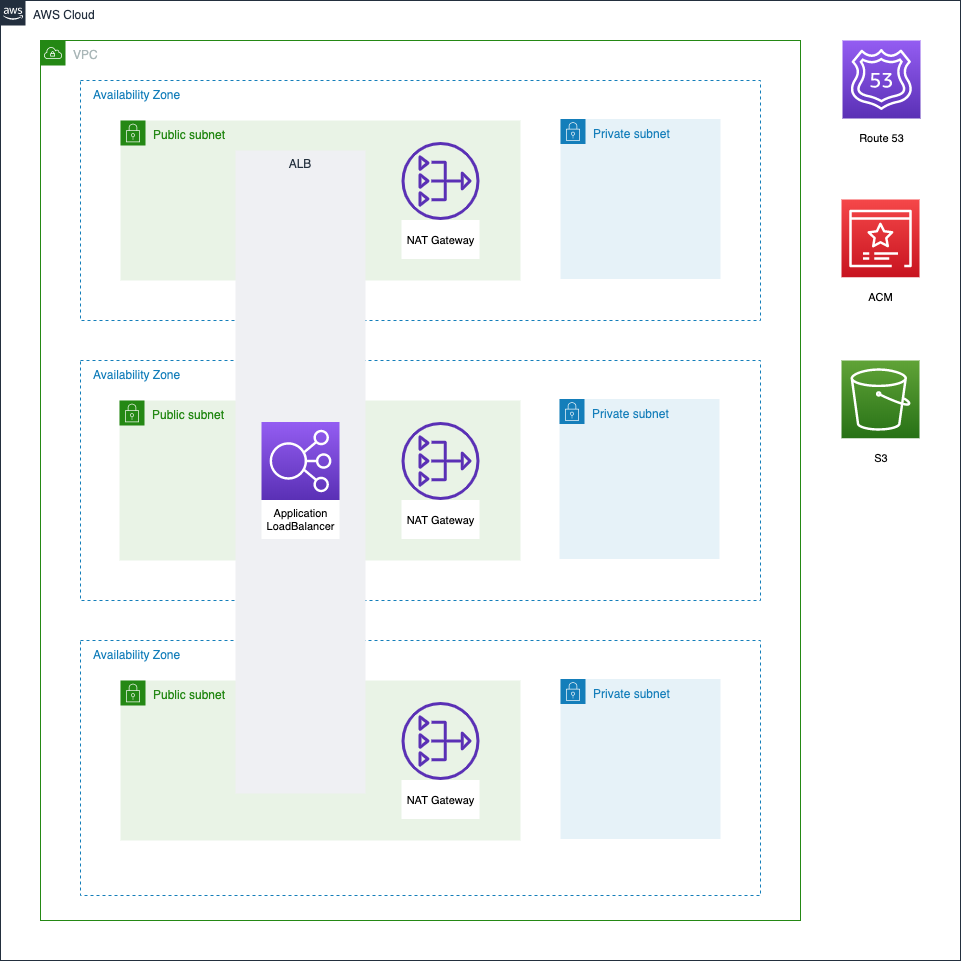 aws
AWS Cloud
VPC
Availability Zone
Public subnet
ALB
NAT Gateway
Private subnet
Availability Zone
Public subnet
Application
LoadBalancer
NAT Gateway
Private subnet
Availability Zone
Public subnet
NAT Gateway
Private subnet
53
Route 53
ACM
S3